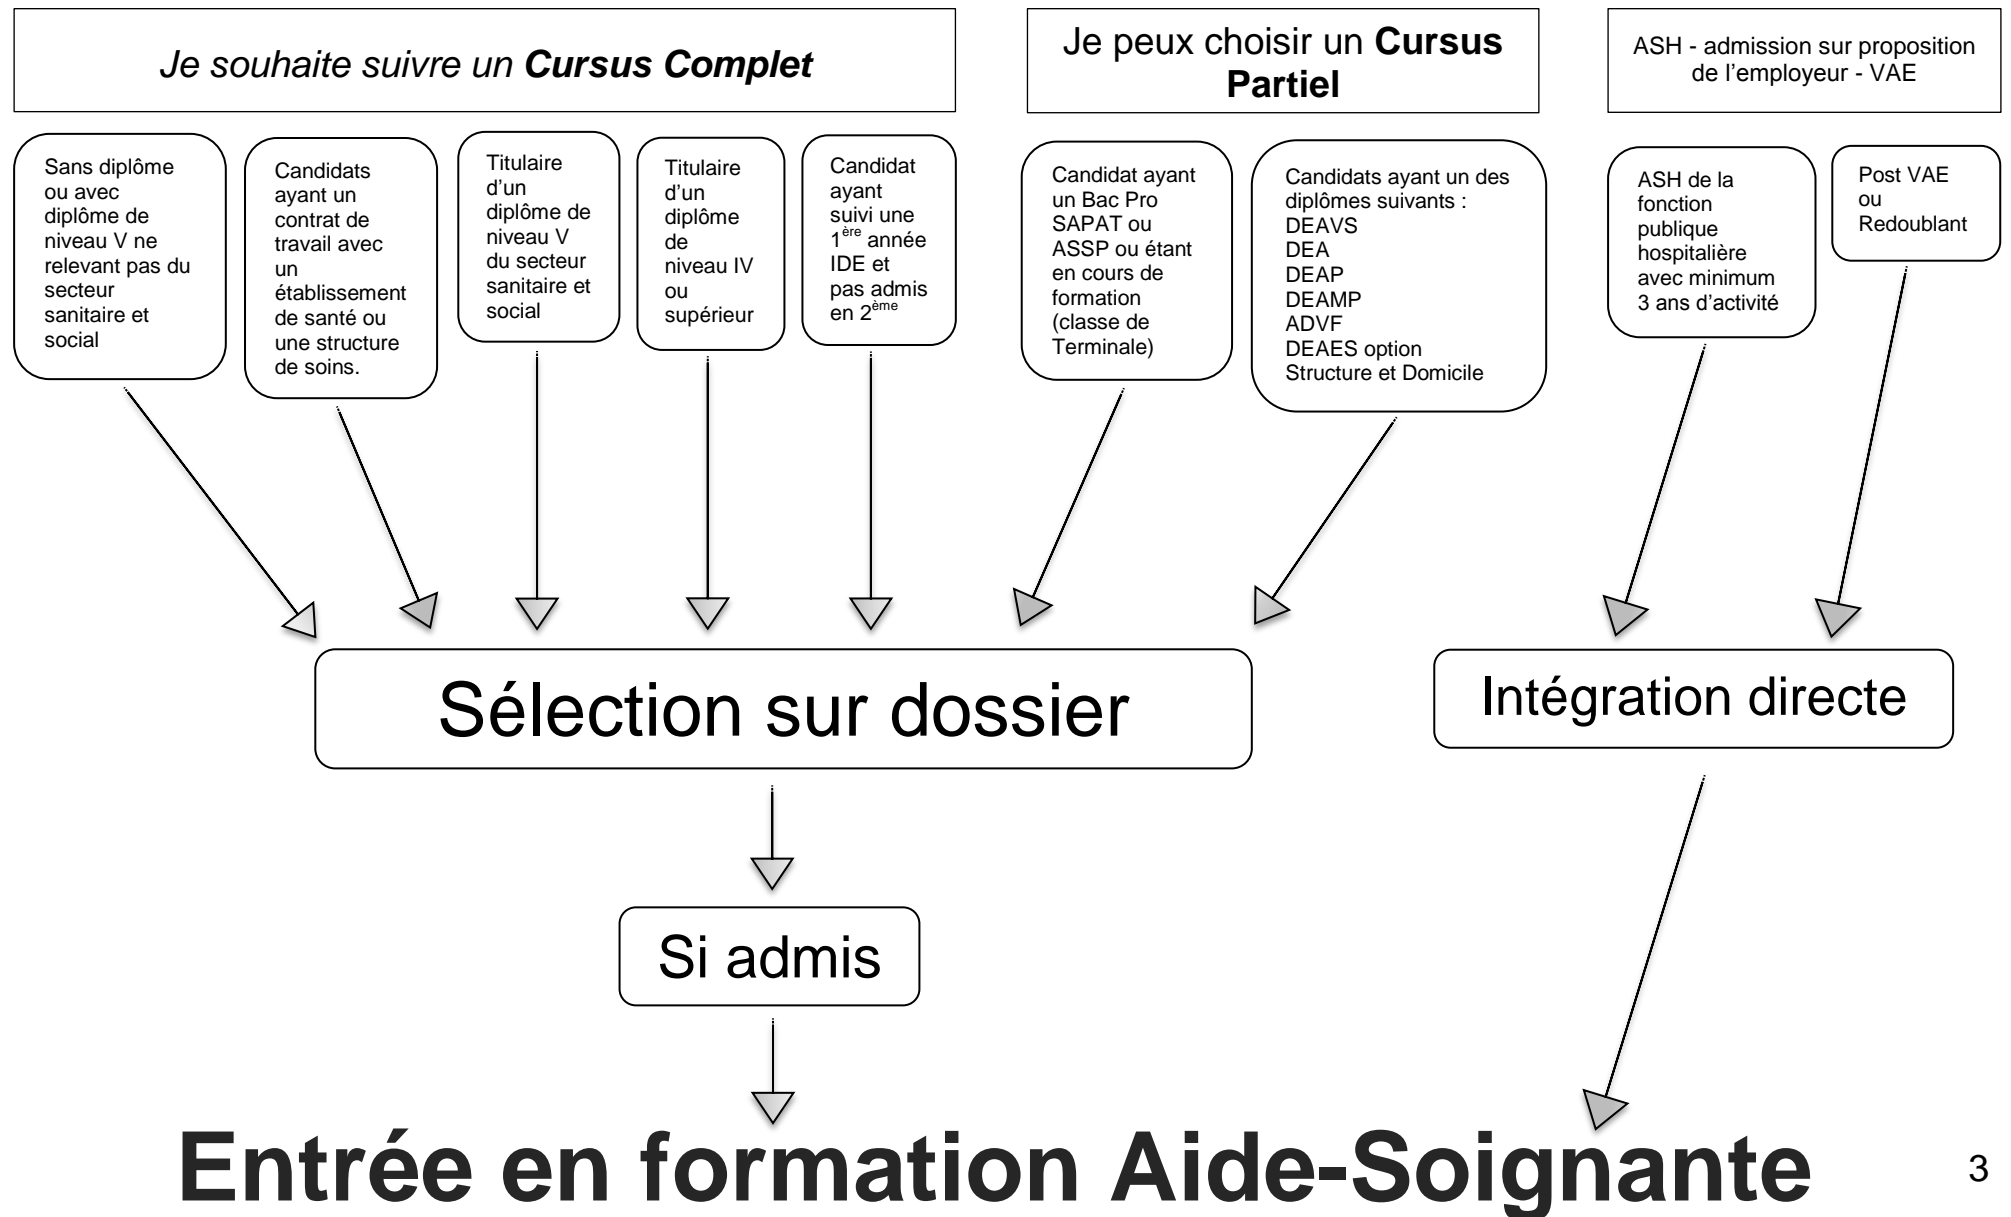 Je souhaite suivre un Cursus Complet
Je peux choisir un Cursus
Partiel
ASH - admission sur proposition
de l’employeur - VAE
Sans diplôme
ou avec
diplôme de
niveau V ne
relevant pas du
secteur
sanitaire et
social
Candidats
ayant un
contrat de
travail avec
un
établissement
de santé ou
une structure
de soins.
Titulaire
d’un
diplôme de
niveau V
du secteur
sanitaire et
social
Titulaire
d’un
diplôme
de
niveau IV
ou
supérieur
Candidat
ayant
suivi une
1ère année
IDE et
pas admis
en 2ème
Candidat ayant
un Bac Pro
SAPAT ou
ASSP ou étant
en cours de
formation
(classe de
Terminale)
Candidats ayant un des
diplômes suivants :
DEAVS
DEA
DEAP
DEAMP
ADVF
DEAES option
Structure et Domicile
ASH de la
fonction
publique
hospitalière
avec minimum
3 ans d’activité
Post VAE
ou
Redoublant
Sélection sur dossier
Intégration directe
Si admis
Entrée en formation Aide-Soignante
3